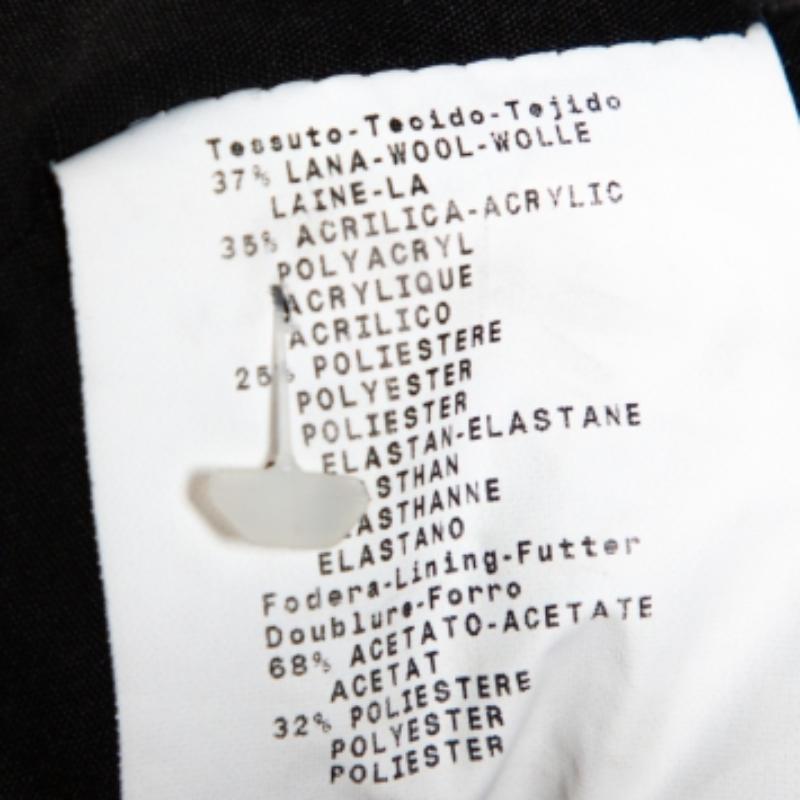 Tessuto-Tecido-Tejido
37% LANA-WOOL-WOLLE
LAINE-LA
35% ACRILICA-ACRYLIC
POLYACRYL
ACRYLIQUE
ACRILICO
POLIESTERE
POLYESTER
POLIESTER
ELASTAN-ELASTANE
ELASTANO
Fodera-Lining-Futter
Doublure-Forro
68% ACETATO-ACETATE
ACETAT
32% POLIESTERE
POLYESTER
POLIESTER